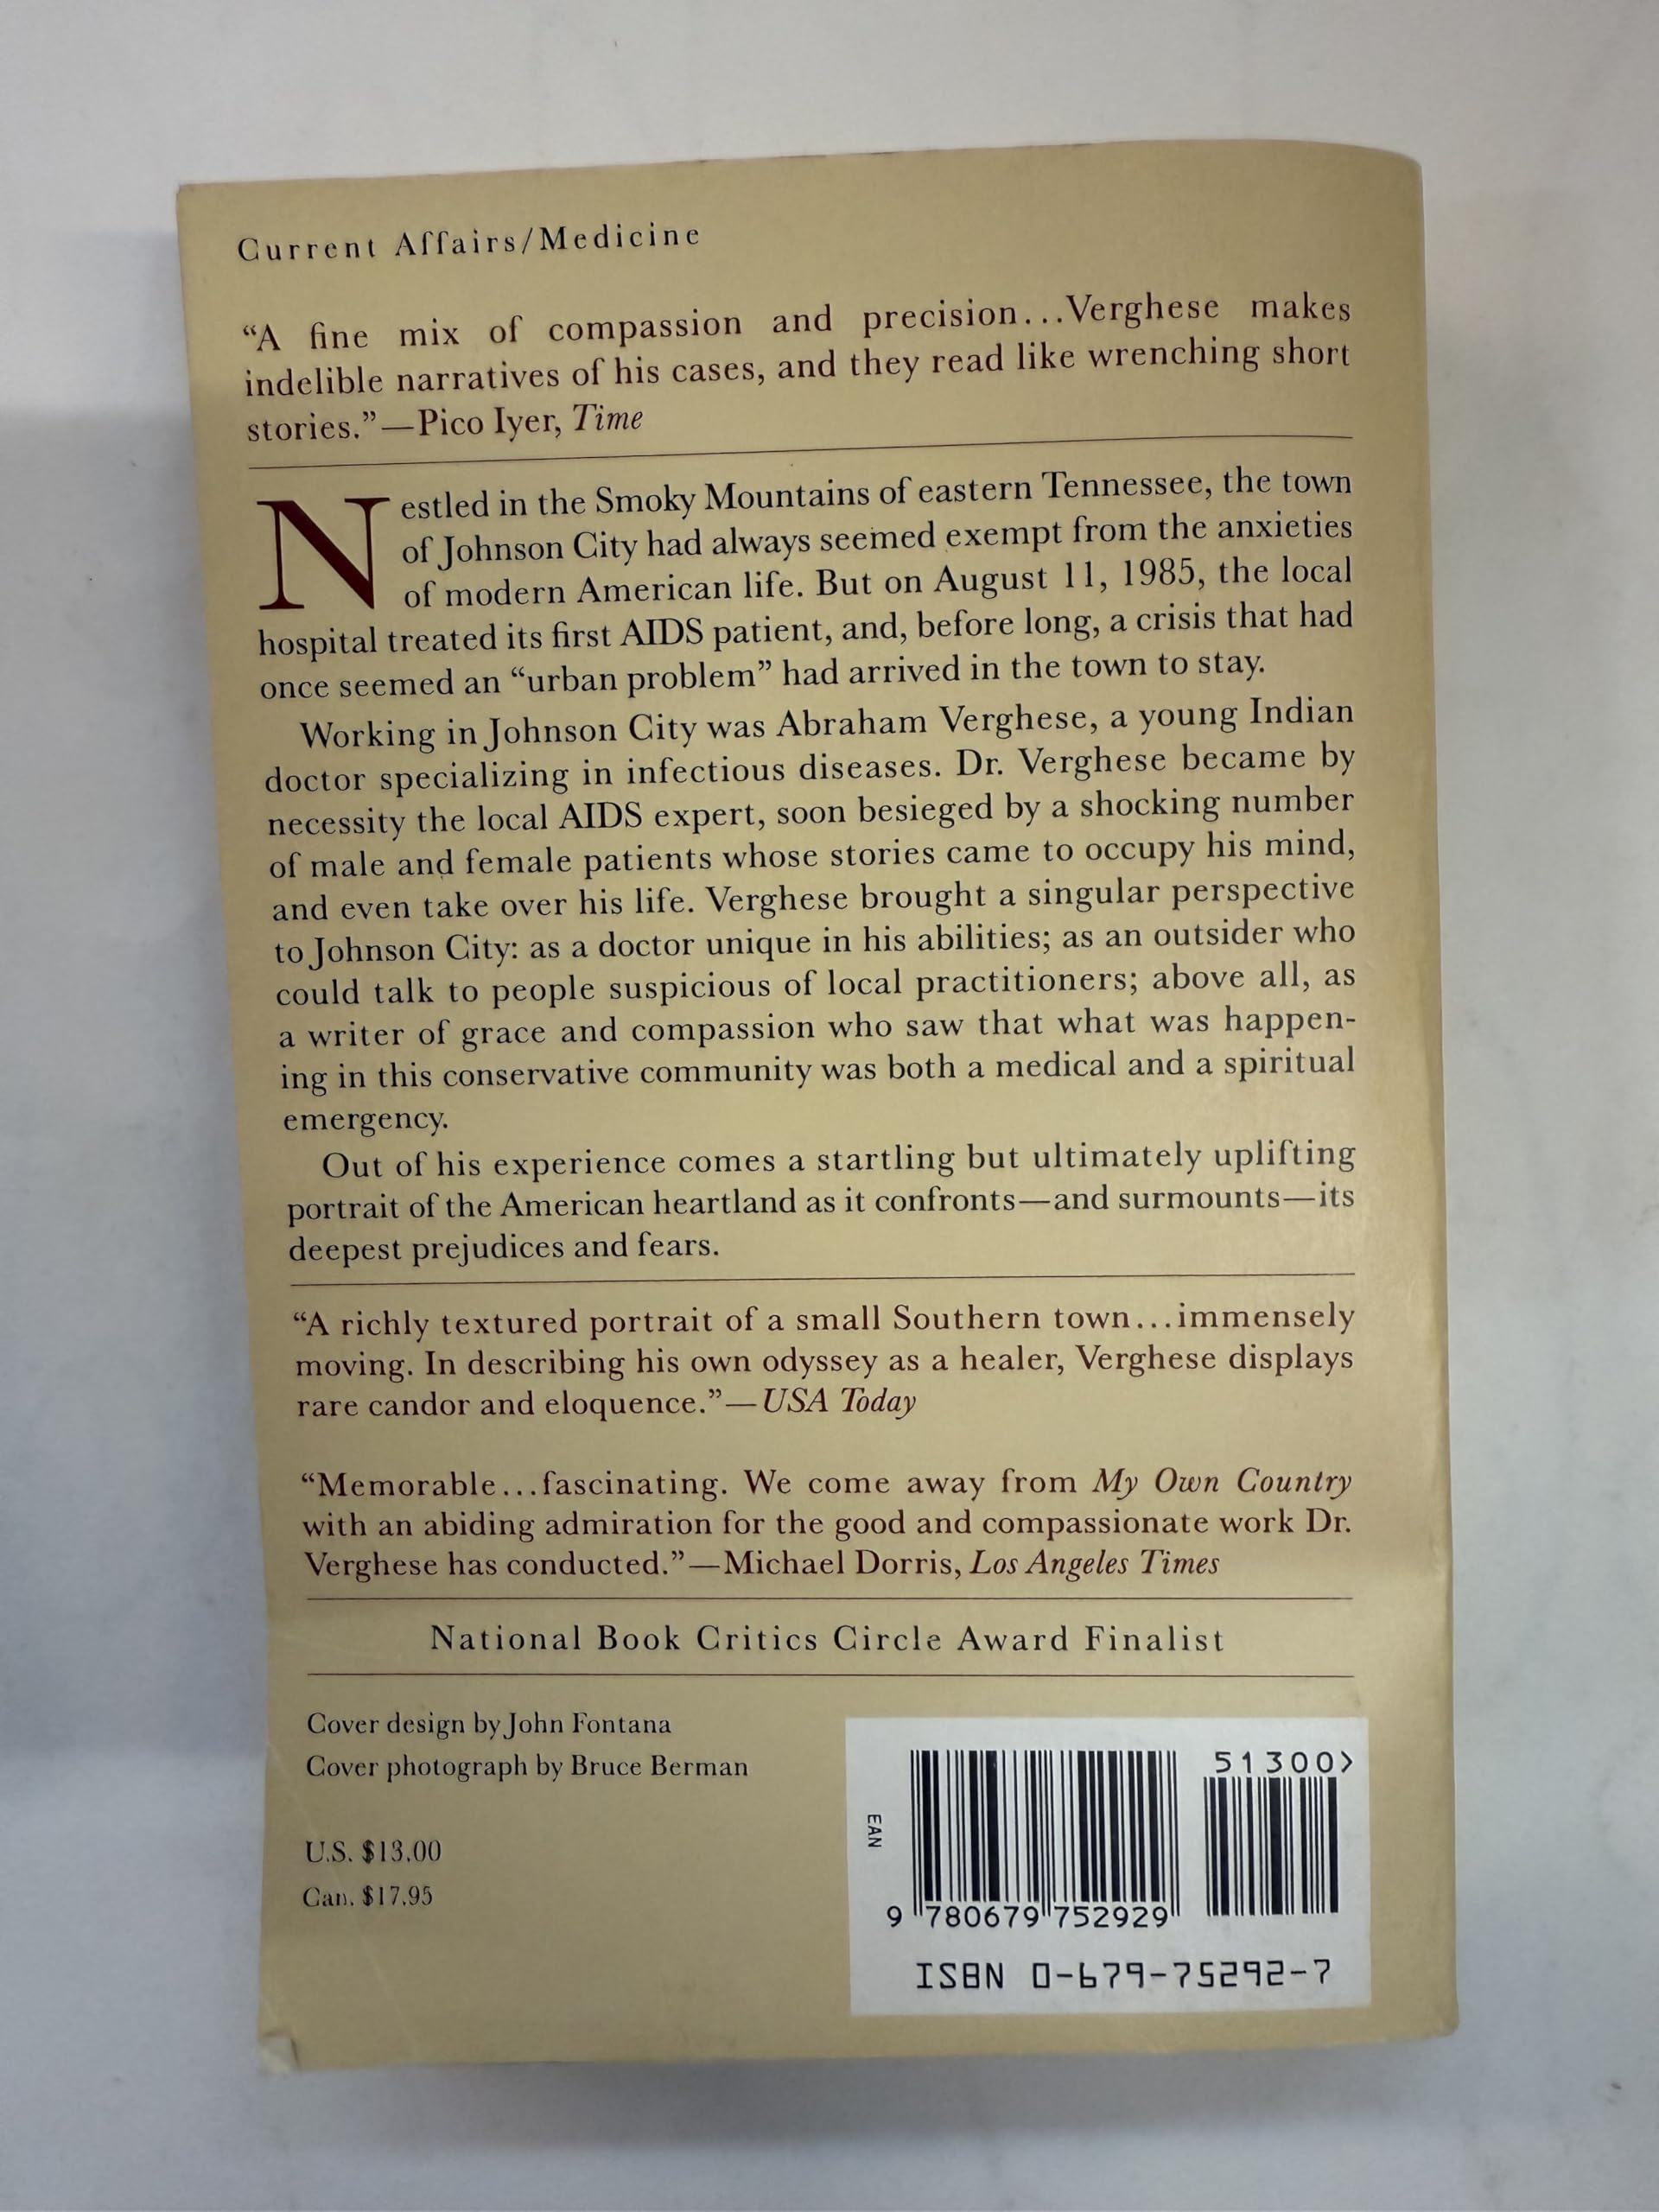 Current Affairs/Medicine
“A fine mix of compassion and precision...Verghese makes
indelible narratives of his cases, and they read like wrenching short
stories.”—Pico Iyer, Time
Nestled in the Smoky Mountains of eastern Tennessee, the town
of Johnson City had always seemed exempt from the anxieties
of modern American life. But on August 11, 1985, the local
hospital treated its first AIDS patient, and, before long, a crisis that had
once seemed an “urban problem” had arrived in the town to stay.
Working in Johnson City was Abraham Verghese, a young Indian
doctor specializing in infectious diseases. Dr. Verghese became by
necessity the local AIDS expert, soon besieged by a shocking number
of male and female patients whose stories came to occupy his mind,
and even take over his life. Verghese brought a singular perspective
to Johnson City: as a doctor unique in his abilities; as an outsider who
could talk to people suspicious of local practitioners; above all, as
a writer of grace and compassion who saw that what was happen-
ing in this conservative community was both a medical and a spiritual
emergency.
Out of his experience comes a startling but ultimately uplifting
portrait of the American heartland as it confronts—and surmounts—its
deepest prejudices and fears.
“A richly textured portrait of a small Southern town...immensely
moving. In describing his own odyssey as a healer, Verghese displays
rare candor and eloquence.”—USA Today
“Memorable...fascinating. We come away from My Own Country
with an abiding admiration for the good and compassionate work Dr.
Verghese has conducted.”—Michael Dorris, Los Angeles Times
National Book Critics Circle Award Finalist
Cover design by John Fontana
Cover photograph by Bruce Berman
U.S. $13.00
Can. $17.95
51300>
EAN
9 780679 752929
ISBN 0-679-75292-7